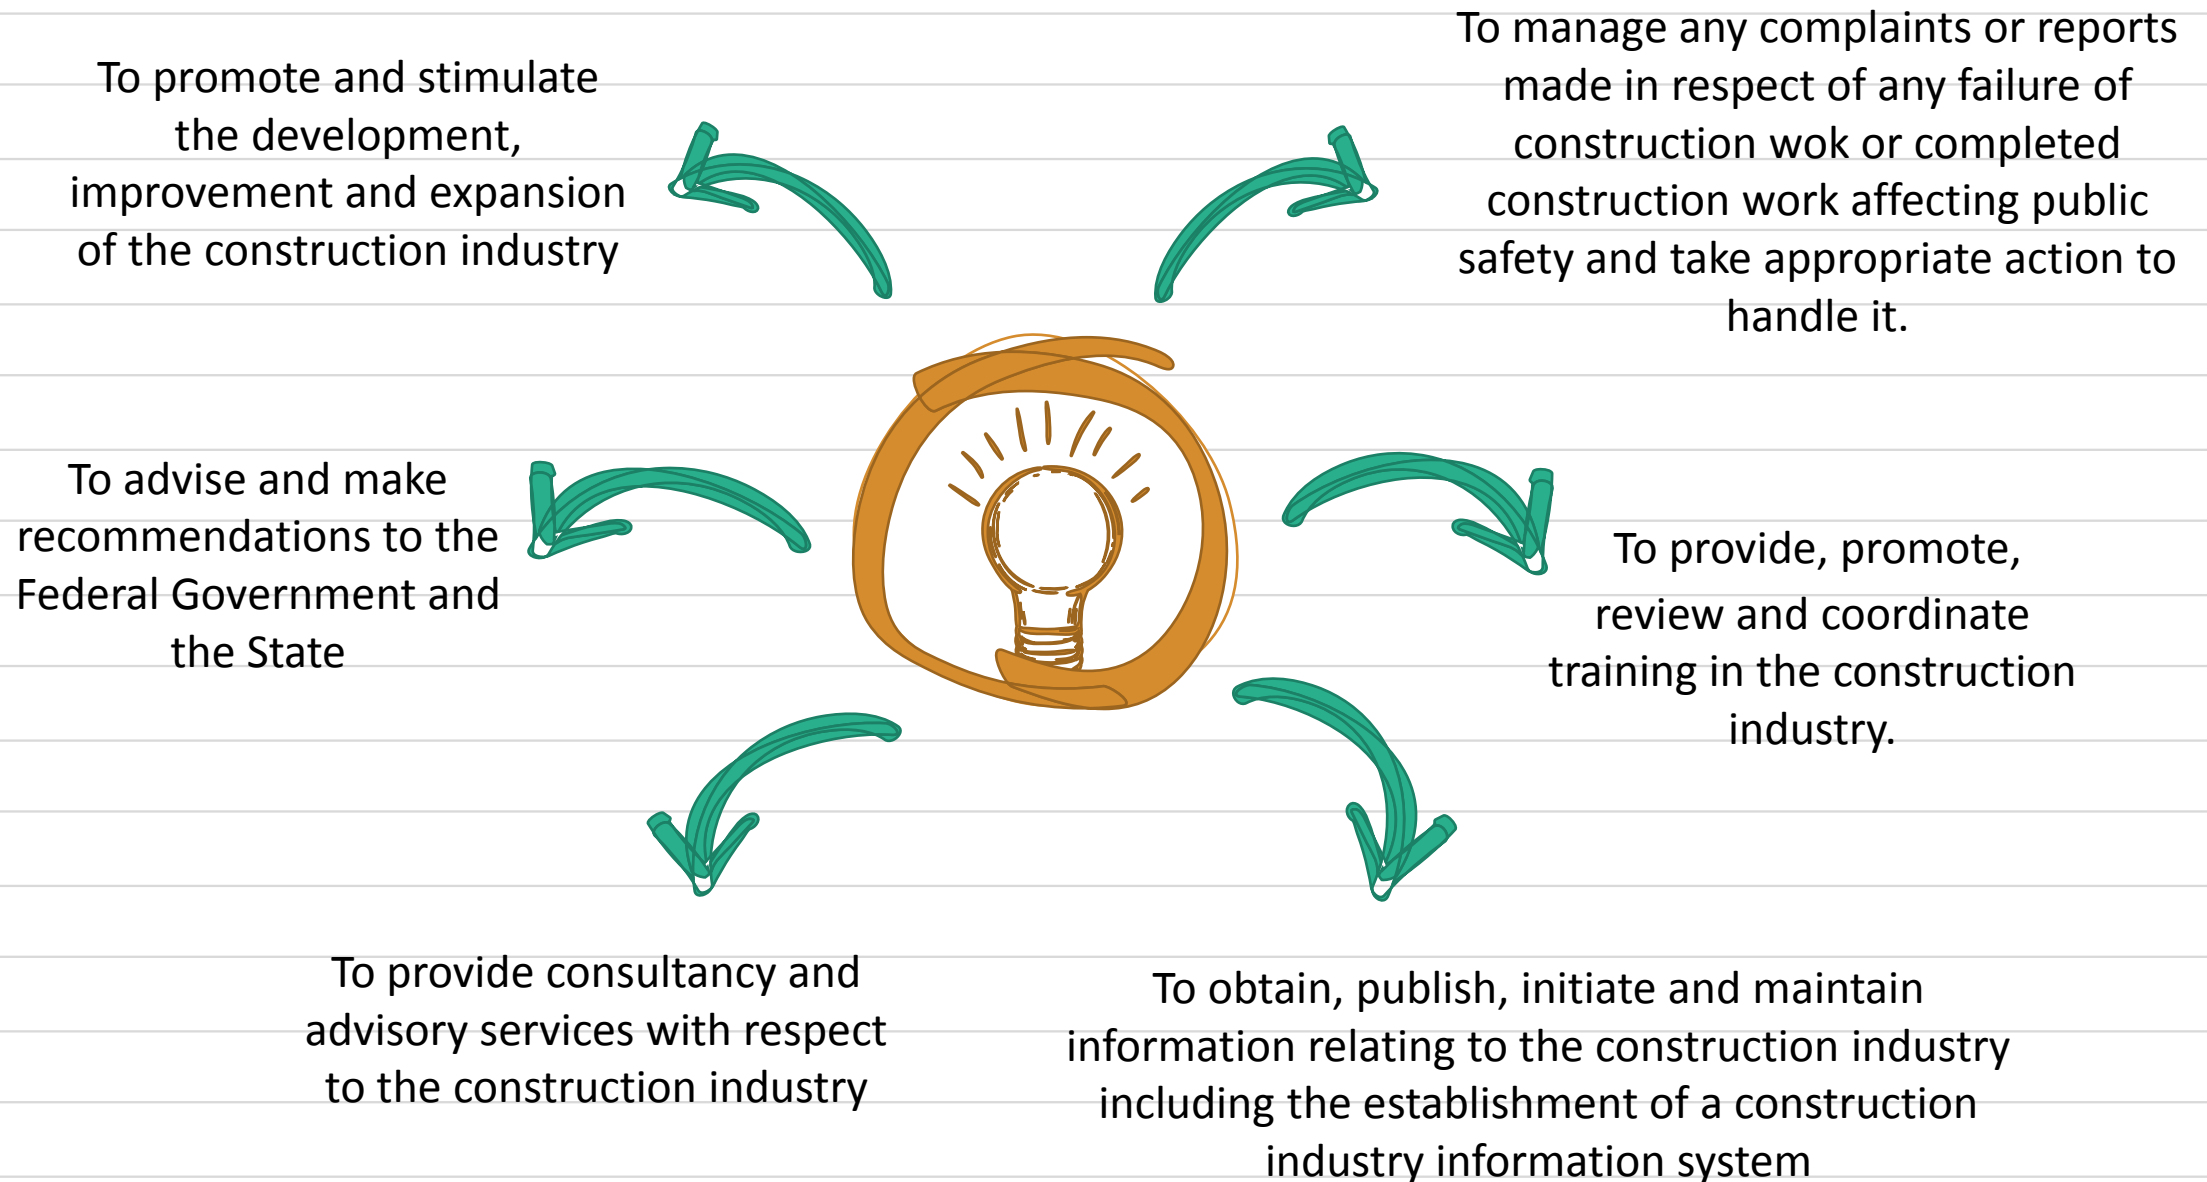 To promote and stimulate
the development,
improvement and expansion
of the construction industry
To manage any complaints or reports
made in respect of any failure of
construction wok or completed
construction work affecting public
safety and take appropriate action to
handle it.
To advise and make
recommendations to the
Federal Government and
the State
To provide, promote,
review and coordinate
training in the construction
industry.
To provide consultancy and
advisory services with respect
to the construction industry
To obtain, publish, initiate and maintain
information relating to the construction industry
including the establishment of a construction
industry information system